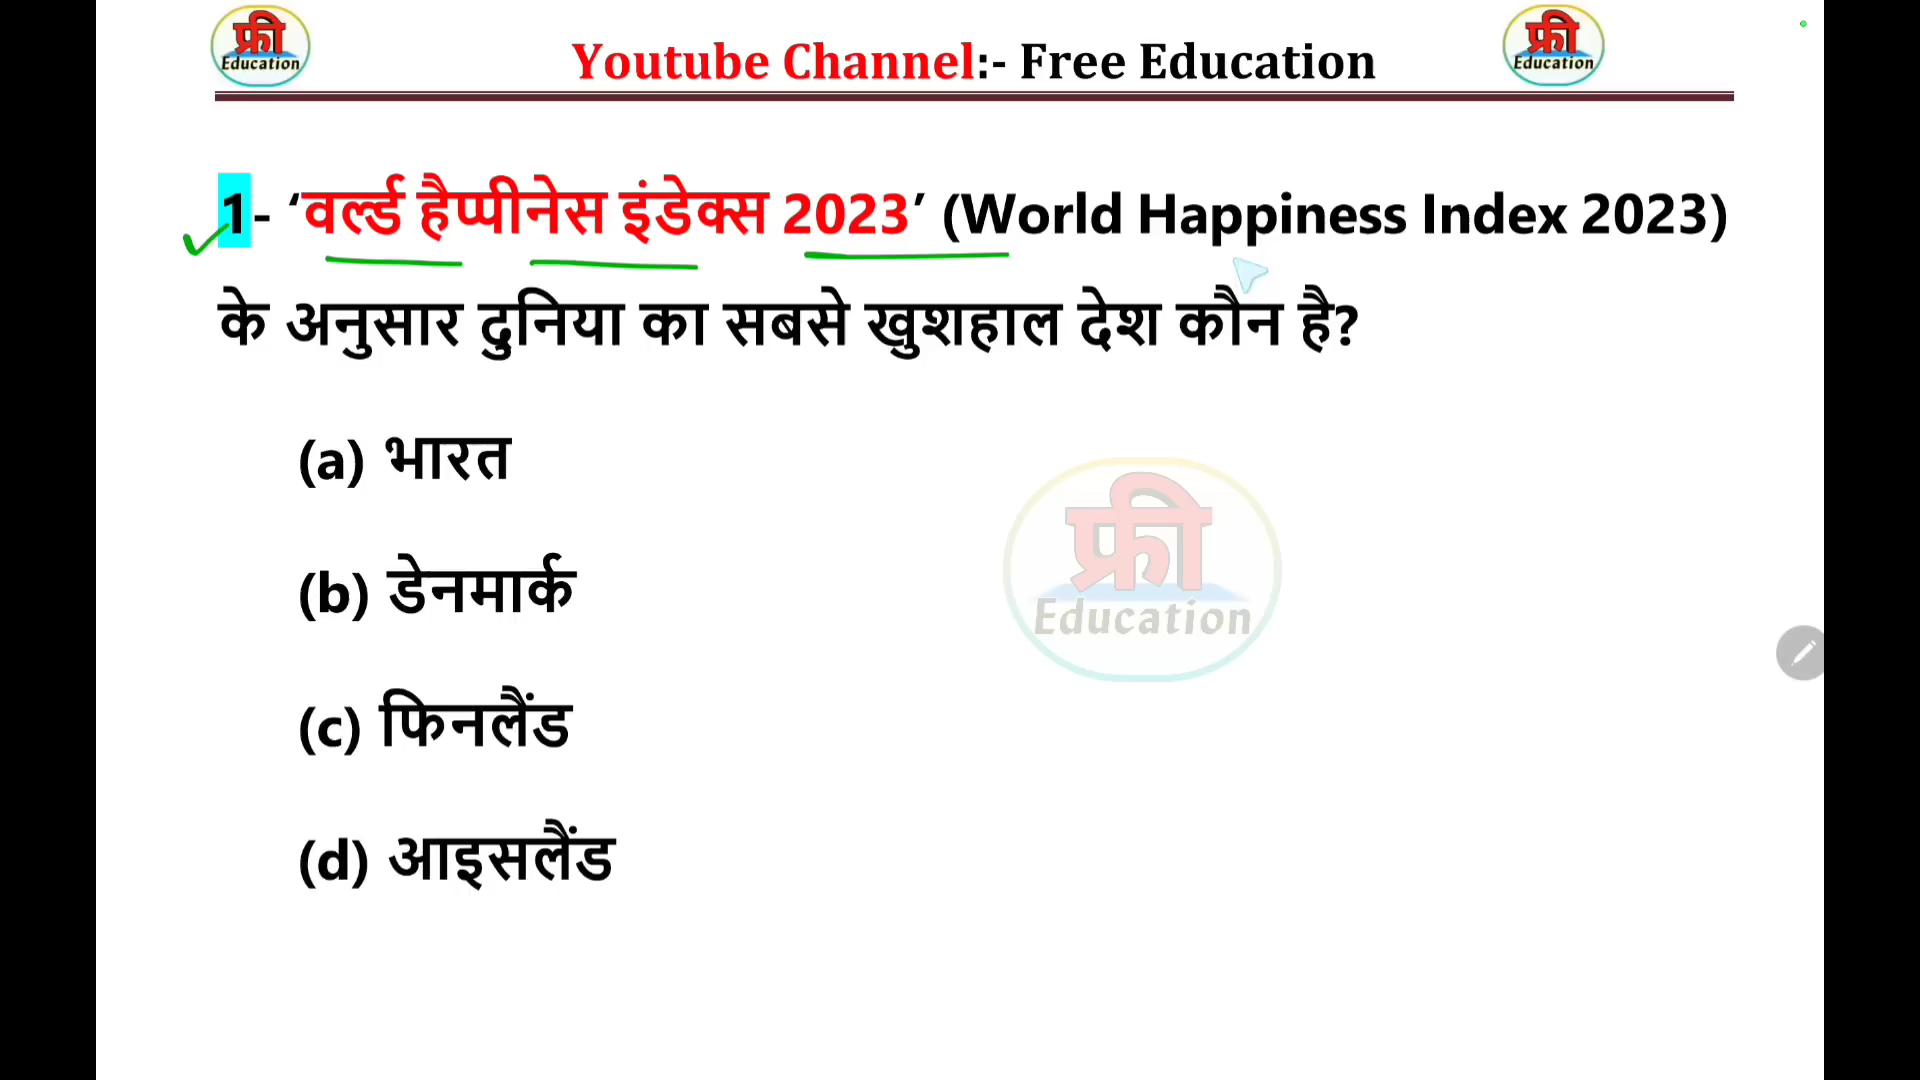 फ्री
Education
Youtube Channel:- Free Education
फ्री
Education
1- ‘वर्ल्ड हैप्पीनेस इंडेक्स 2023’ (World Happiness Index 2023)
के अनुसार दुनिया का सबसे खुशहाल देश कौन है?
(a) भारत
(b) डेनमार्क
(c) फिनलैंड
(d) आइसलैंड
फ्री
Education